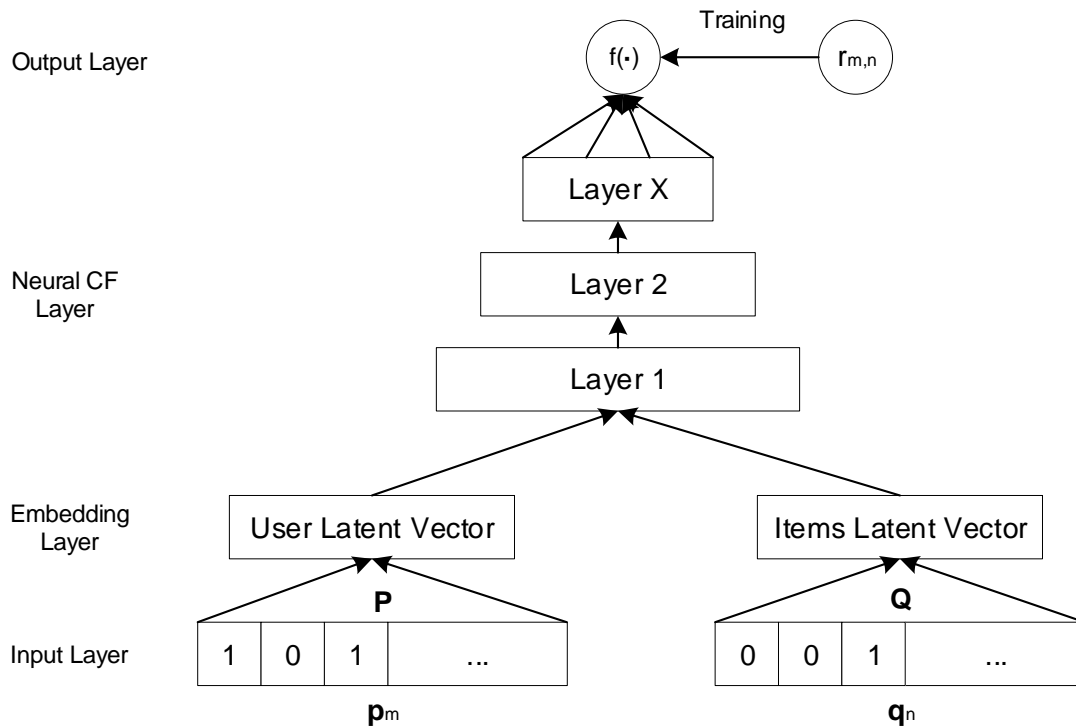 Training
Output Layer
f(·)
rm,n
Layer X
Neural CF
Layer
Layer 2
Layer 1
Embedding
Layer
User Latent Vector
Items Latent Vector
P
Q
Input Layer
1 0 1 ...
0 0 1 ...
pm
qn